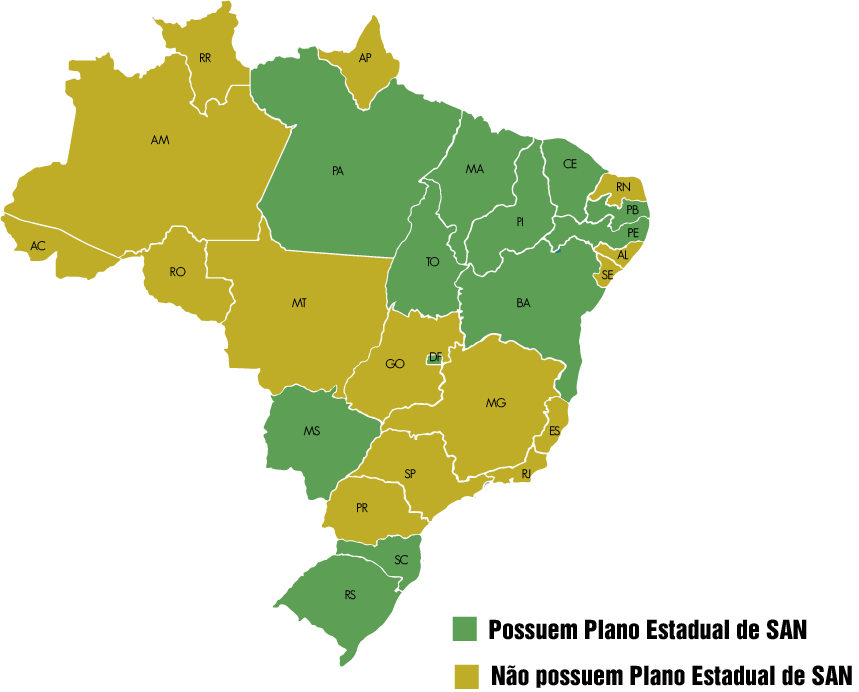 RR
AP
AM
PA
MA
CE
RN
PI
PB
PE
AC
TO
AL
RO
SE
MT
BA
DF
GO
MG
MS
ES
SP
RJ
PR
SC
RS
Possuem Plano Estadual de SAN
Não possuem Plano Estadual de SAN